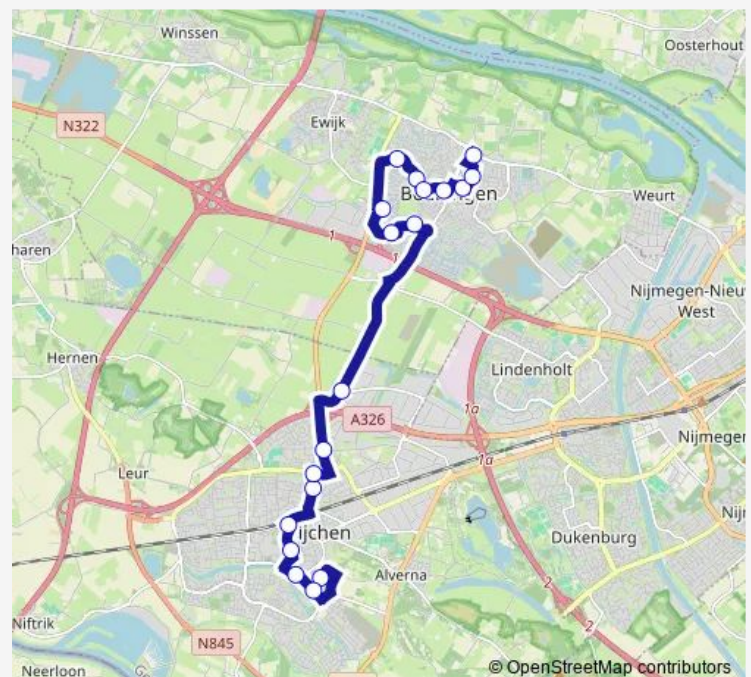 Winssen
Oosterhout
N322
Ewijk
Weurt
1
haren
1
Nijmegen-Nieuw
West
Hernen
Lindenholt
1a
A326
Nijmegen
1a
Leur
ijchen
Dukenburg
Alverna
2
Niftrik
N845
2
Neerloon
© OpenStreetMap contributors